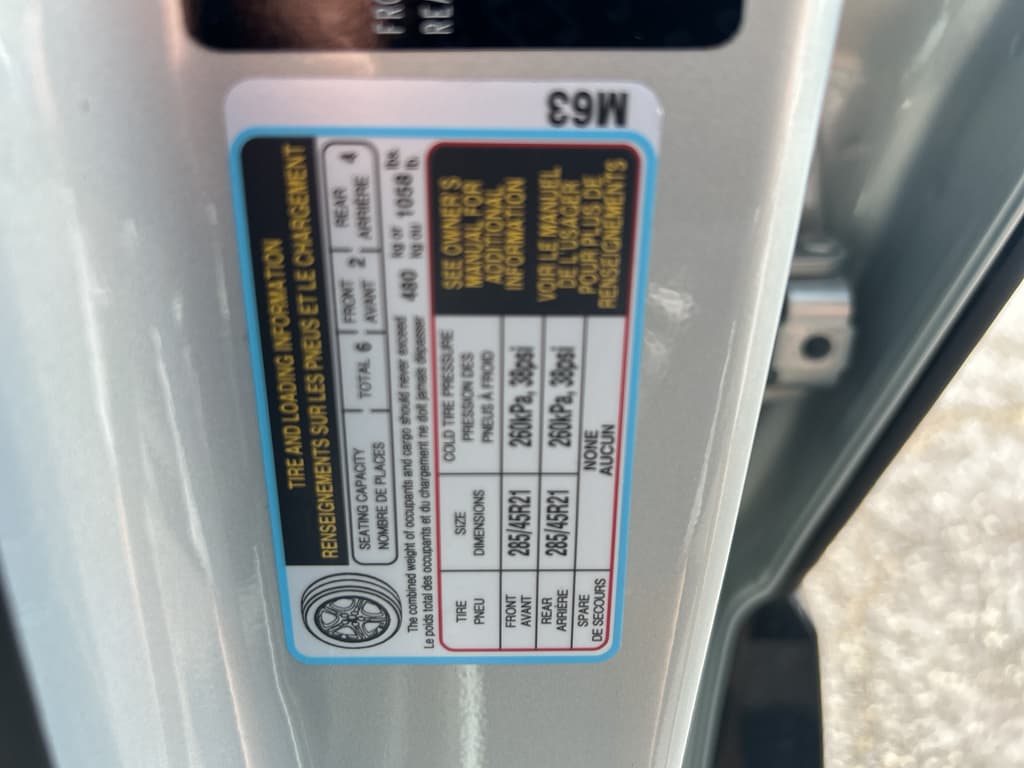 M63
TIRE AND LOADING INFORMATION
RENSEIGNEMENTS SUR LES PNEUS ET LE CHARGEMENT
SEATING CAPACITY
NOMBRE DE PLACES
TOTAL 6
FRONT
AVANT
2
REAR
ARRIÈRE
4
The combined weight of occupants and cargo should never exceed
Le poids total des occupants et du chargement ne doit jamais dépasser
480
kg or
kg ou
1058
lbs.
lb.
TIRE
PNEU
SIZE
DIMENSIONS
COLD TIRE PRESSURE
PRESSION DES
PNEUS À FROID
FRONT
AVANT
285/45R21
260kPa, 38psi
REAR
ARRIÈRE
285/45R21
260kPa, 38psi
SPARE
DE SECOURS
NONE
AUCUN
SEE OWNER'S
MANUAL FOR
ADDITIONAL
INFORMATION
VOIR LE MANUEL
DE L'USAGER
POUR PLUS DE
RENSEIGNEMENTS